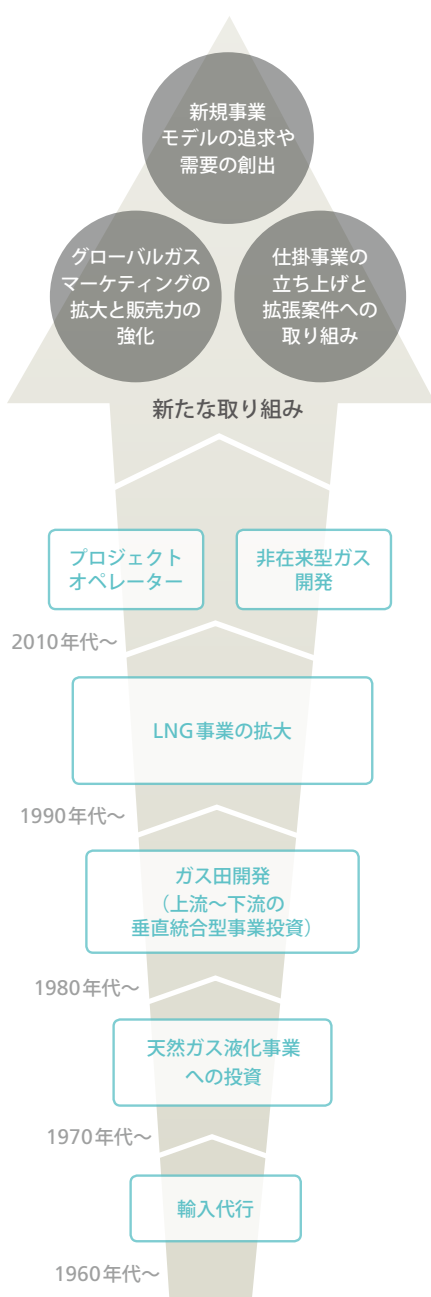 新規事業
モデルの追求や
需要の創出
グローバルガス
マーケティングの
拡大と販売力の
強化
仕掛事業の
立ち上げと
拡張案件への
取り組み
新たな取り組み
プロジェクト
オペレーター
非在来型ガス
開発
2010年代～
LNG事業の拡大
1990年代～
ガス田開発
（上流～下流の
垂直統合型事業投資）
1980年代～
天然ガス液化事業
への投資
1970年代～
輸入代行
1960年代～